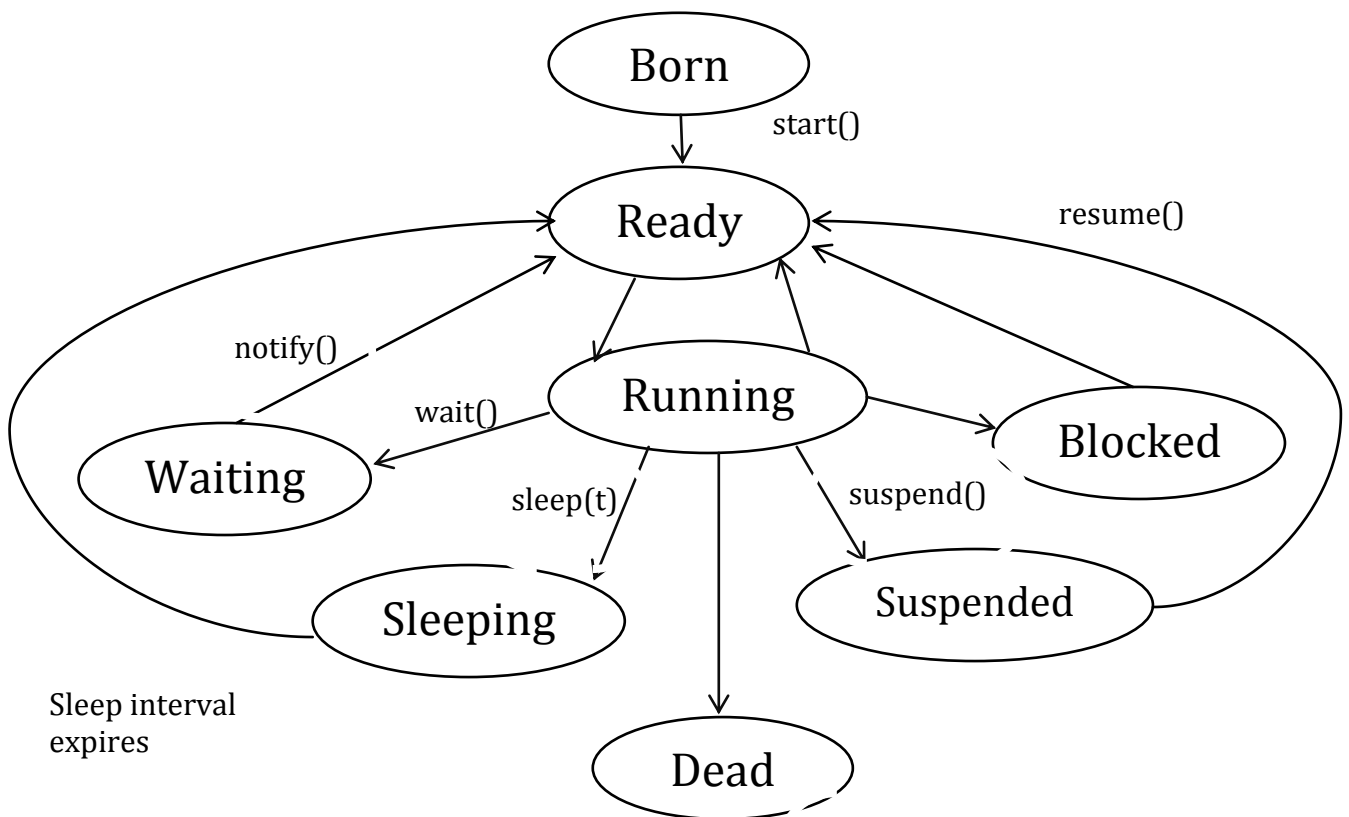 Born
start()
Ready
resume()
notify()
Running
wait()
Blocked
Waiting
sleep(t)
suspend()
Suspended
Sleeping
Sleep interval
expires
Dead